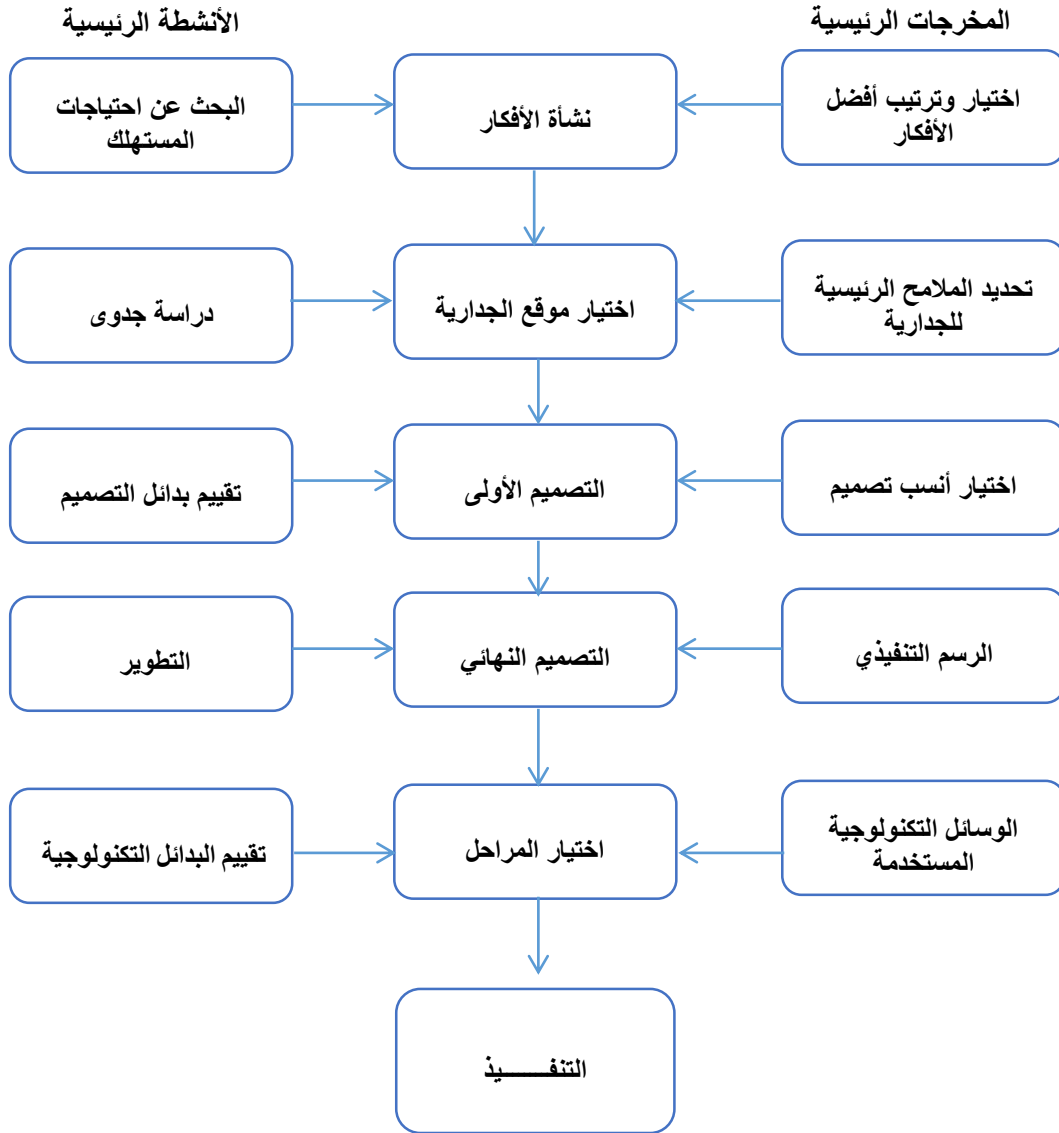 المخرجات الرئيسية
الأنشطة الرئيسية
اختيار وترتيب أفضل
الأفكار
نشأة الأفكار
البحث عن احتياجات
المستهلك
تحديد الملامح الرئيسية
للجدارية
اختيار موقع الجدارية
دراسة جدوى
اختيار أنسب تصميم
التصميم الأولى
تقييم بدائل التصميم
الرسم التنفيذي
التصميم النهائي
التطوير
الوسائل التكنولوجية
المستخدمة
اختيار المراحل
تقييم البدائل التكنولوجية
التنفـــــــيذ